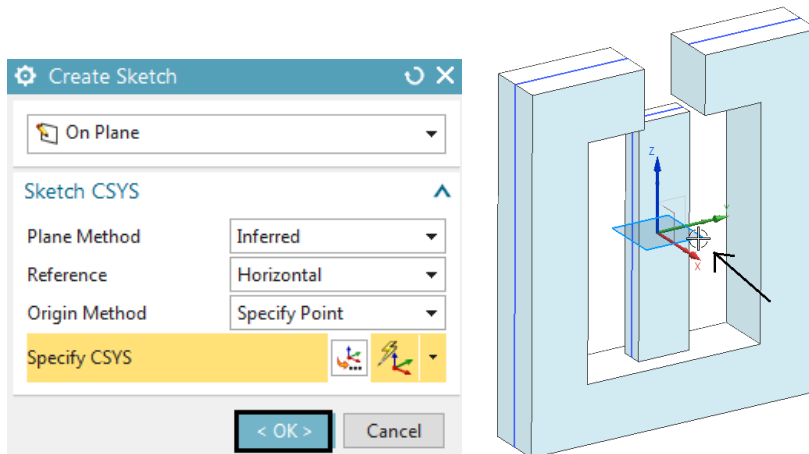 Create Sketch
On Plane
Sketch CSYS
Plane Method Inferred
Reference Horizontal
Origin Method Specify Point
Specify CSYS
< OK > Cancel
Z
Y
X